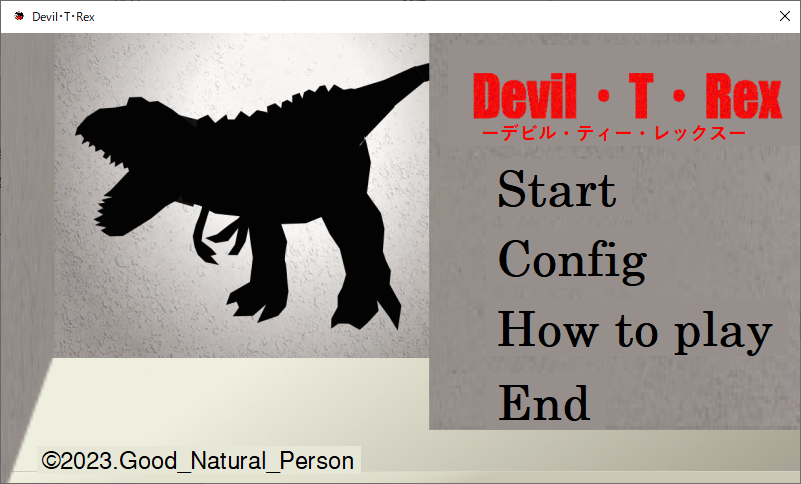 Devil・T・Rex
Devil・T・Rex
ーデビル・ティー・レックスー
Start
Config
How to play
End
©2023.Good_Natural_Person